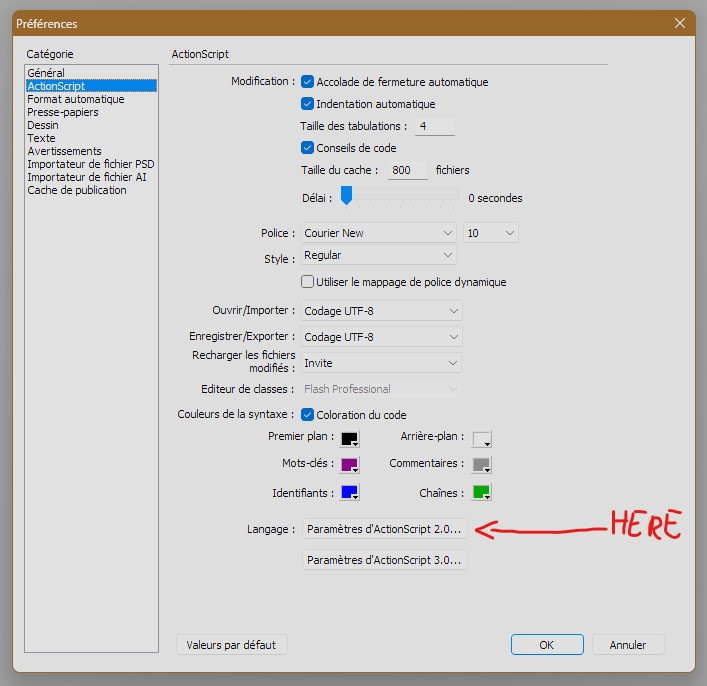 Préférences
Catégorie
Général
ActionScript
Format automatique
Presse-papiers
Dessin
Texte
Avertissements
Importateur de fichier PSD
Importateur de fichier AI
Cache de publication
ActionScript
Modification : Accolade de fermeture automatique
Indentation automatique
Taille des tabulations : 4
Conseils de code
Taille du cache : 800 fichiers
Délai : 0 secondes
Police : Courier New 10
Style : Regular
Utiliser le mappage de police dynamique
Ouvrir/Importer : Codage UTF-8
Enregistrer/Exporter : Codage UTF-8
Recharger les fichiers
modifiés : Invite
Editeur de classes : Flash Professional
Couleurs de la syntaxe : Coloration du code
Premier plan : Arrière-plan :
Mots-clés : Commentaires :
Identifiants : Chaînes :
Langage : Paramètres d'ActionScript 2.0... HERE
Paramètres d'ActionScript 3.0...
Valeurs par défaut OK Annuler